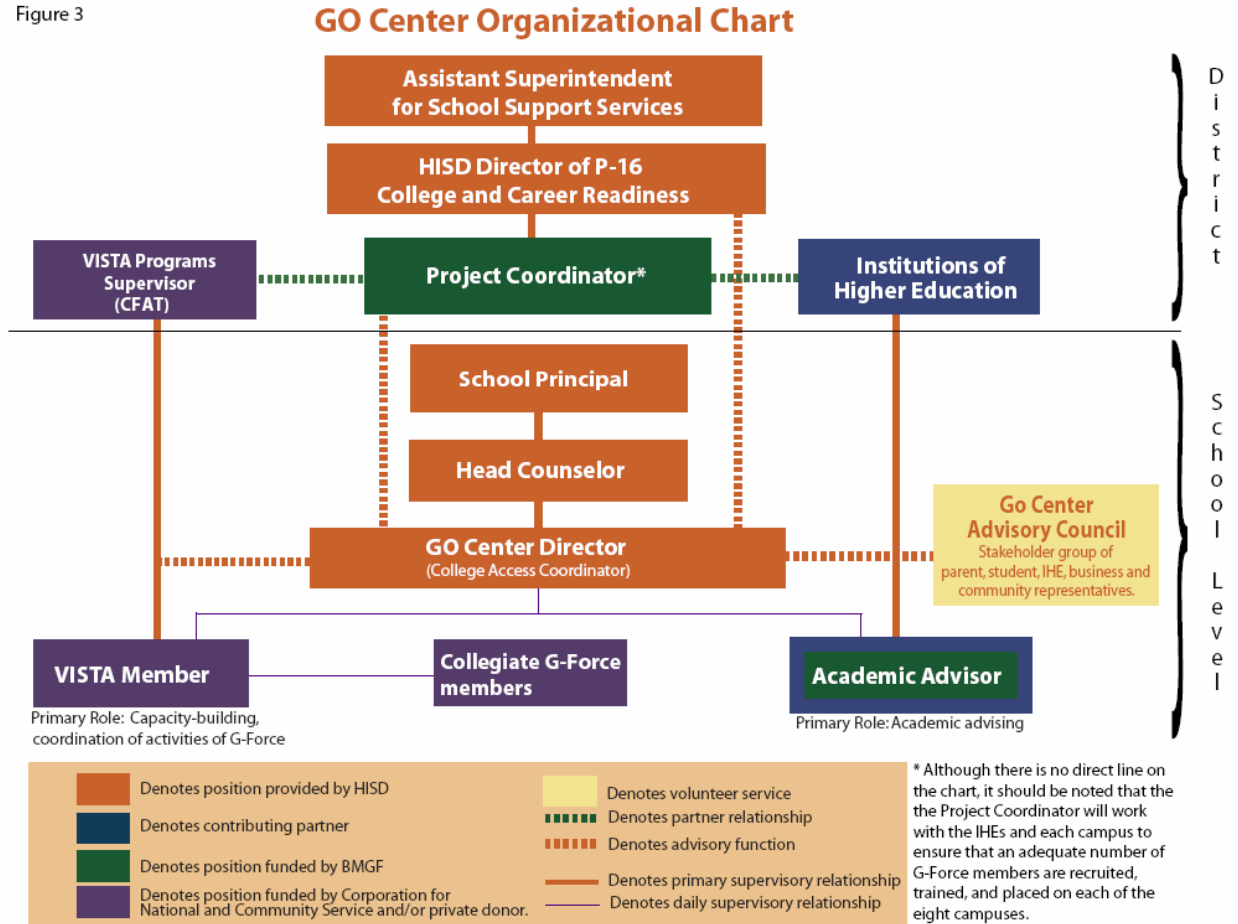 Figure 3
GO Center Organizational Chart
Assistant Superintendent
for School Support Services
HISD Director of P-16
College and Career Readiness
VISTA Programs
Supervisor
(CFAT)
Project Coordinator*
Institutions of
Higher Education
District
School Principal
Head Counselor
GO Center Director
(College Access Coordinator)
Go Center
Advisory Council
Stakeholder group of
parent, student, IHE, business and
community representatives.
School Level
VISTA Member
Primary Role: Capacity-building,
coordination of activities of G-Force
Collegiate G-Force
members
Academic Advisor
Primary Role: Academic advising
Denotes position provided by HISD
Denotes contributing partner
Denotes position funded by BMGF
Denotes position funded by Corporation for
National and Community Service and/or private donor.
Denotes volunteer service
Denotes partner relationship
Denotes advisory function
Denotes primary supervisory relationship
Denotes daily supervisory relationship
* Although there is no direct line on
the chart, it should be noted that the
the Project Coordinator will work
with the IHEs and each campus to
ensure that an adequate number of
G-Force members are recruited,
trained, and placed on each of the
eight campuses.